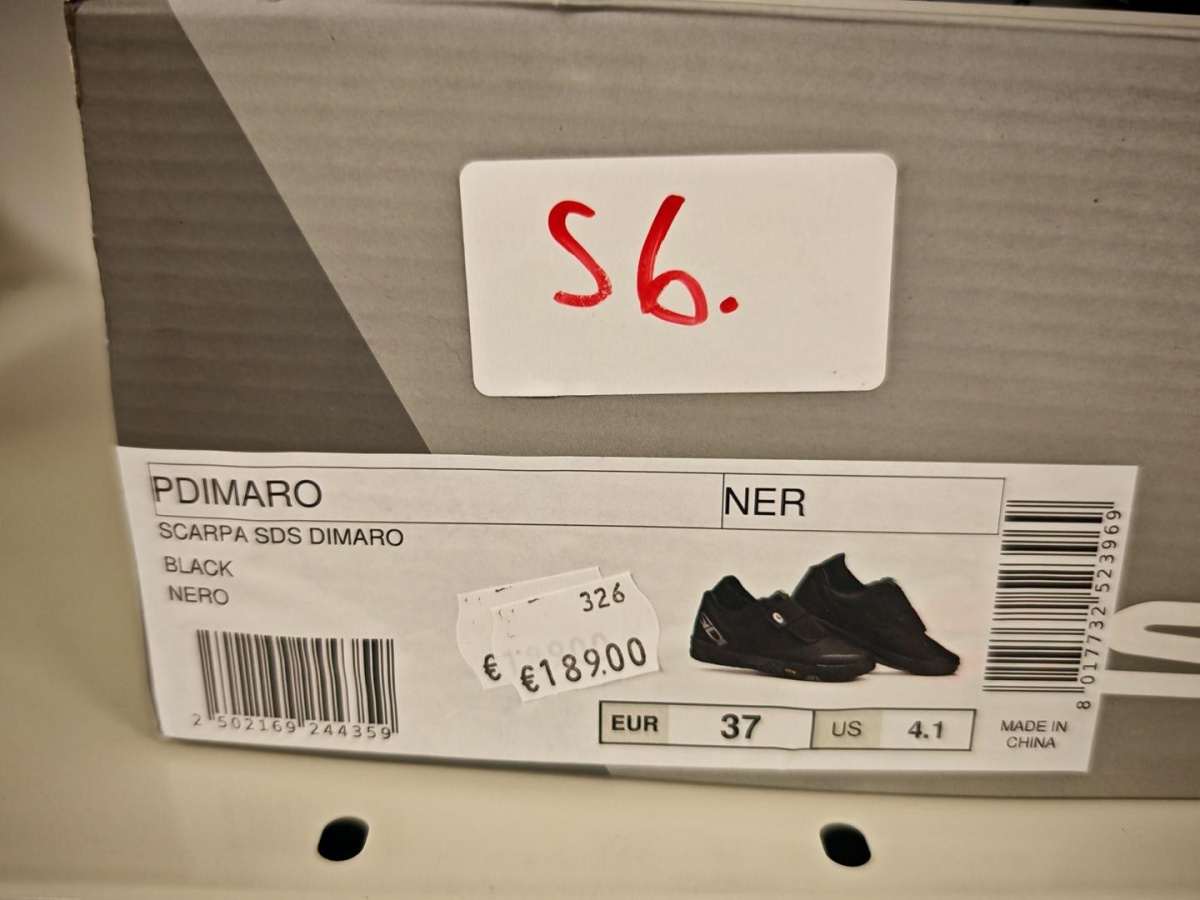 S6.
PDIMARO
NER
SCARPA SDS DIMARO
BLACK
NERO
326
€
€189.00
2 502169 244359
EUR 37 US 4.1
MADE IN
CHINA
8 017732 523969
S